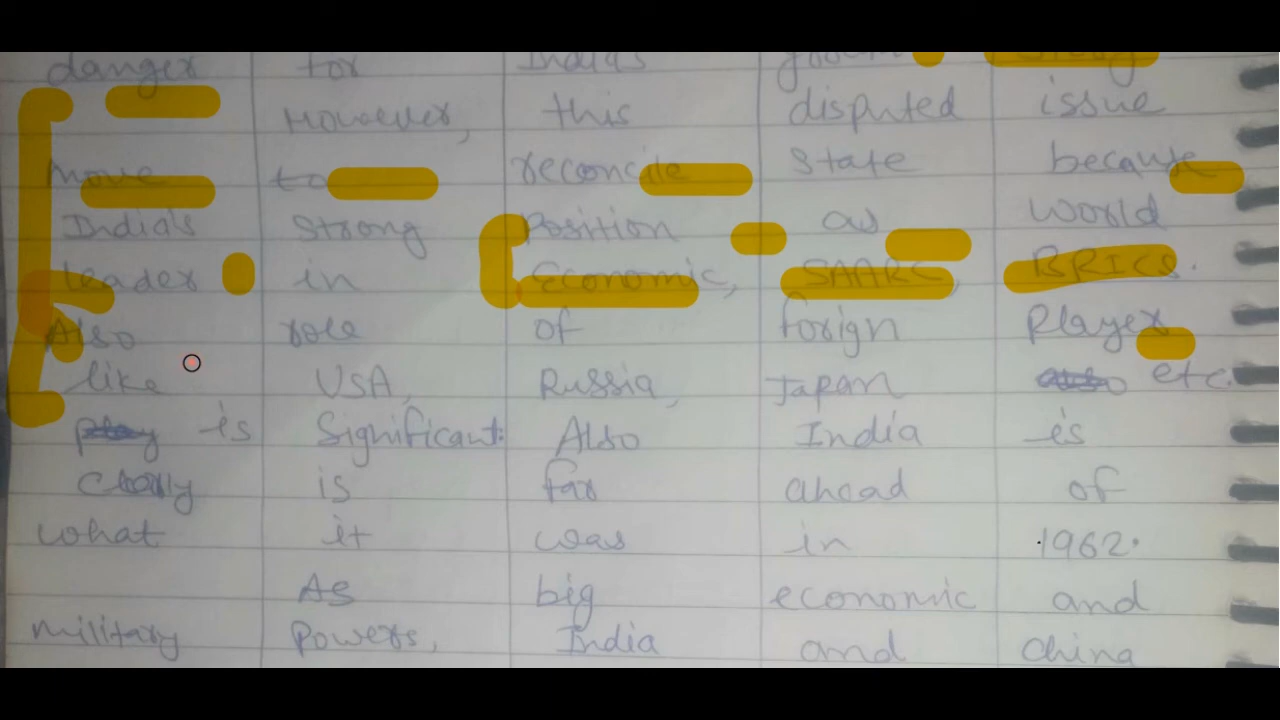 danger for India's
However, this disputed issue
move to reconcile state because
India's strong Position as World
leader in Economic, SAARC, BRICS.
Also role of forign Player
like USA, Russia, Japan etc.
is Significant. Also India is
is far ahead of
what it was in 1962.
As big economic and
military Powers, India and China